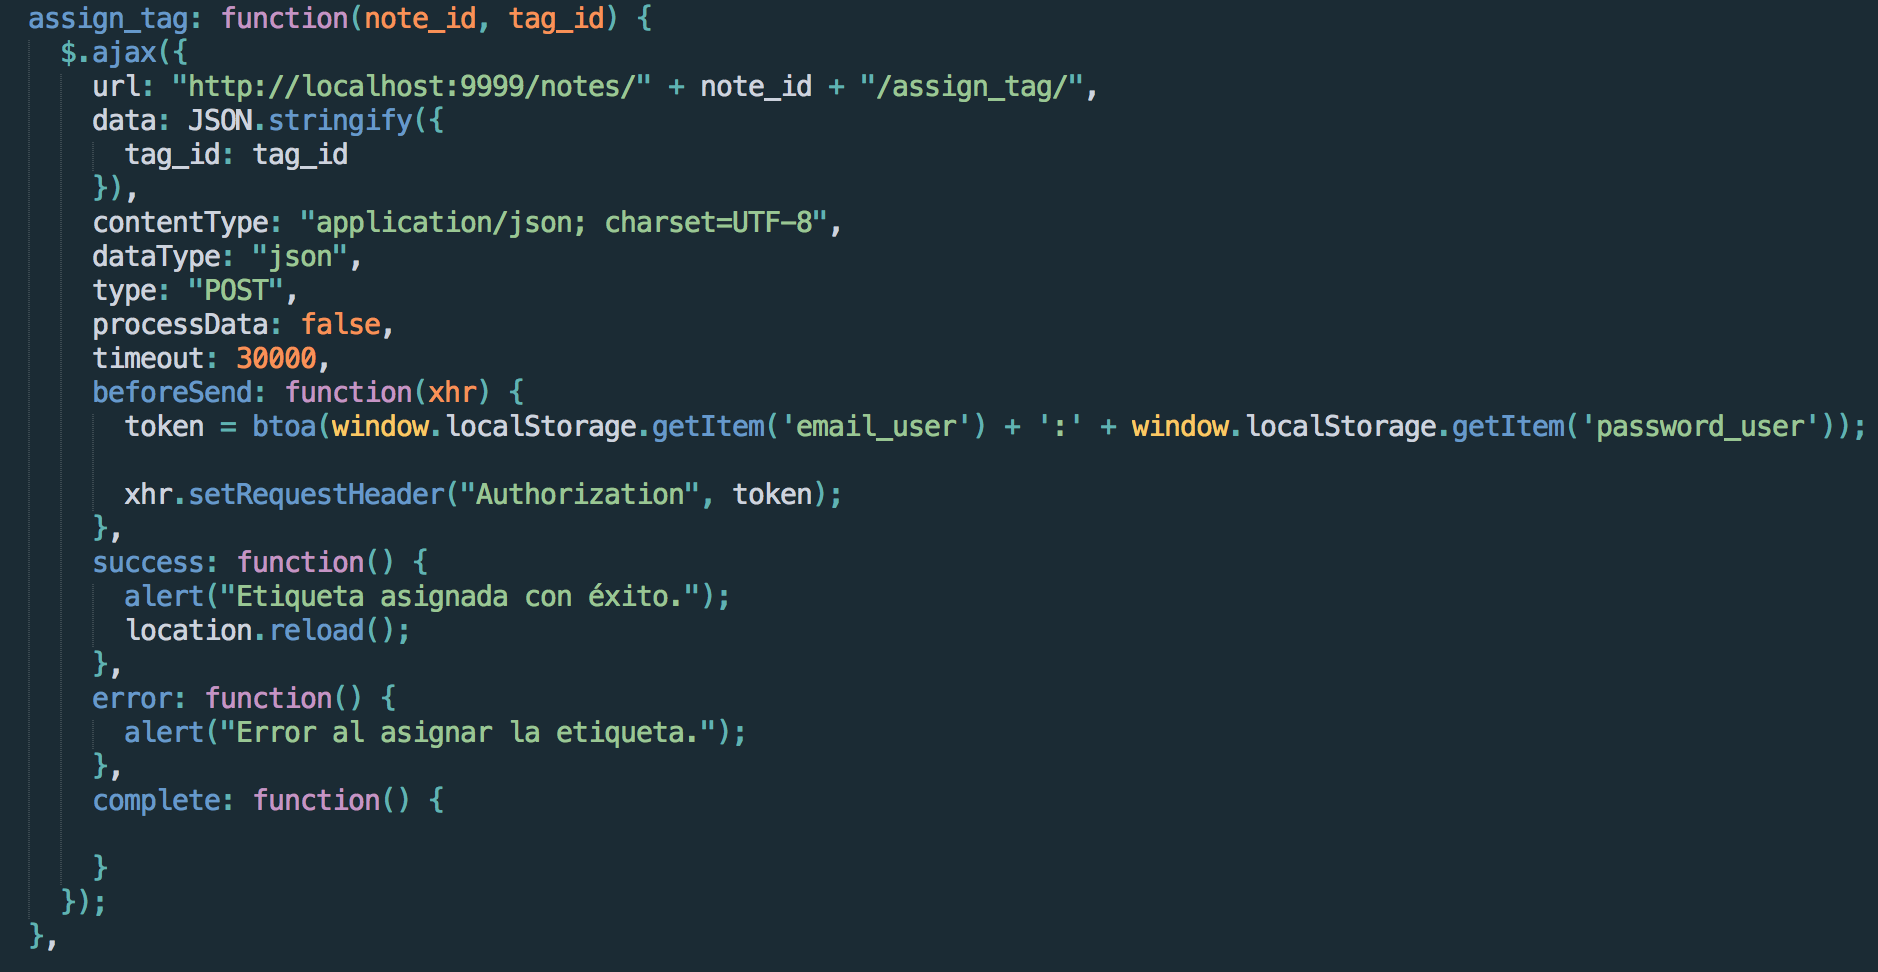 assign_tag: function(note_id, tag_id) {
$.ajax({
url: "http://localhost:9999/notes/" + note_id + "/assign_tag/",
data: JSON.stringify({
tag_id: tag_id
}),
contentType: "application/json; charset=UTF-8",
dataType: "json",
type: "POST",
processData: false,
timeout: 30000,
beforeSend: function(xhr) {
token = btoa(window.localStorage.getItem('email_user') + ':' + window.localStorage.getItem('password_user'));
xhr.setRequestHeader("Authorization", token);
},
success: function() {
alert("Etiqueta asignada con éxito.");
location.reload();
},
error: function() {
alert("Error al asignar la etiqueta.");
},
complete: function() {
}
});
},